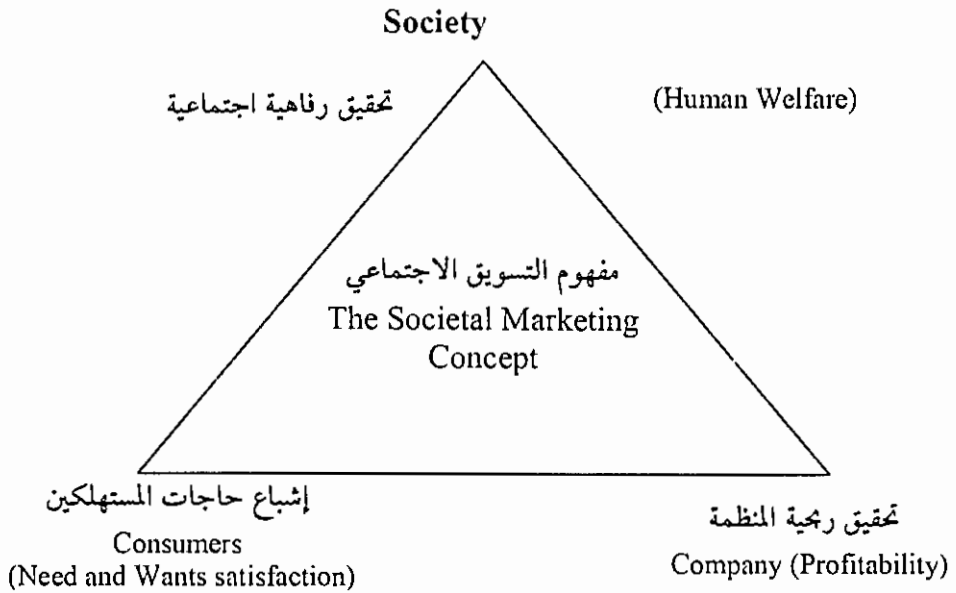 Society
تحقيق رفاهية اجتماعية
(Human Welfare)
مفهوم التسويق الاجتماعي
The Societal Marketing
Concept
إشباع حاجات المستهلكين
Consumers
(Need and Wants satisfaction)
تحقيق ربحية المنظمة
Company (Profitability)